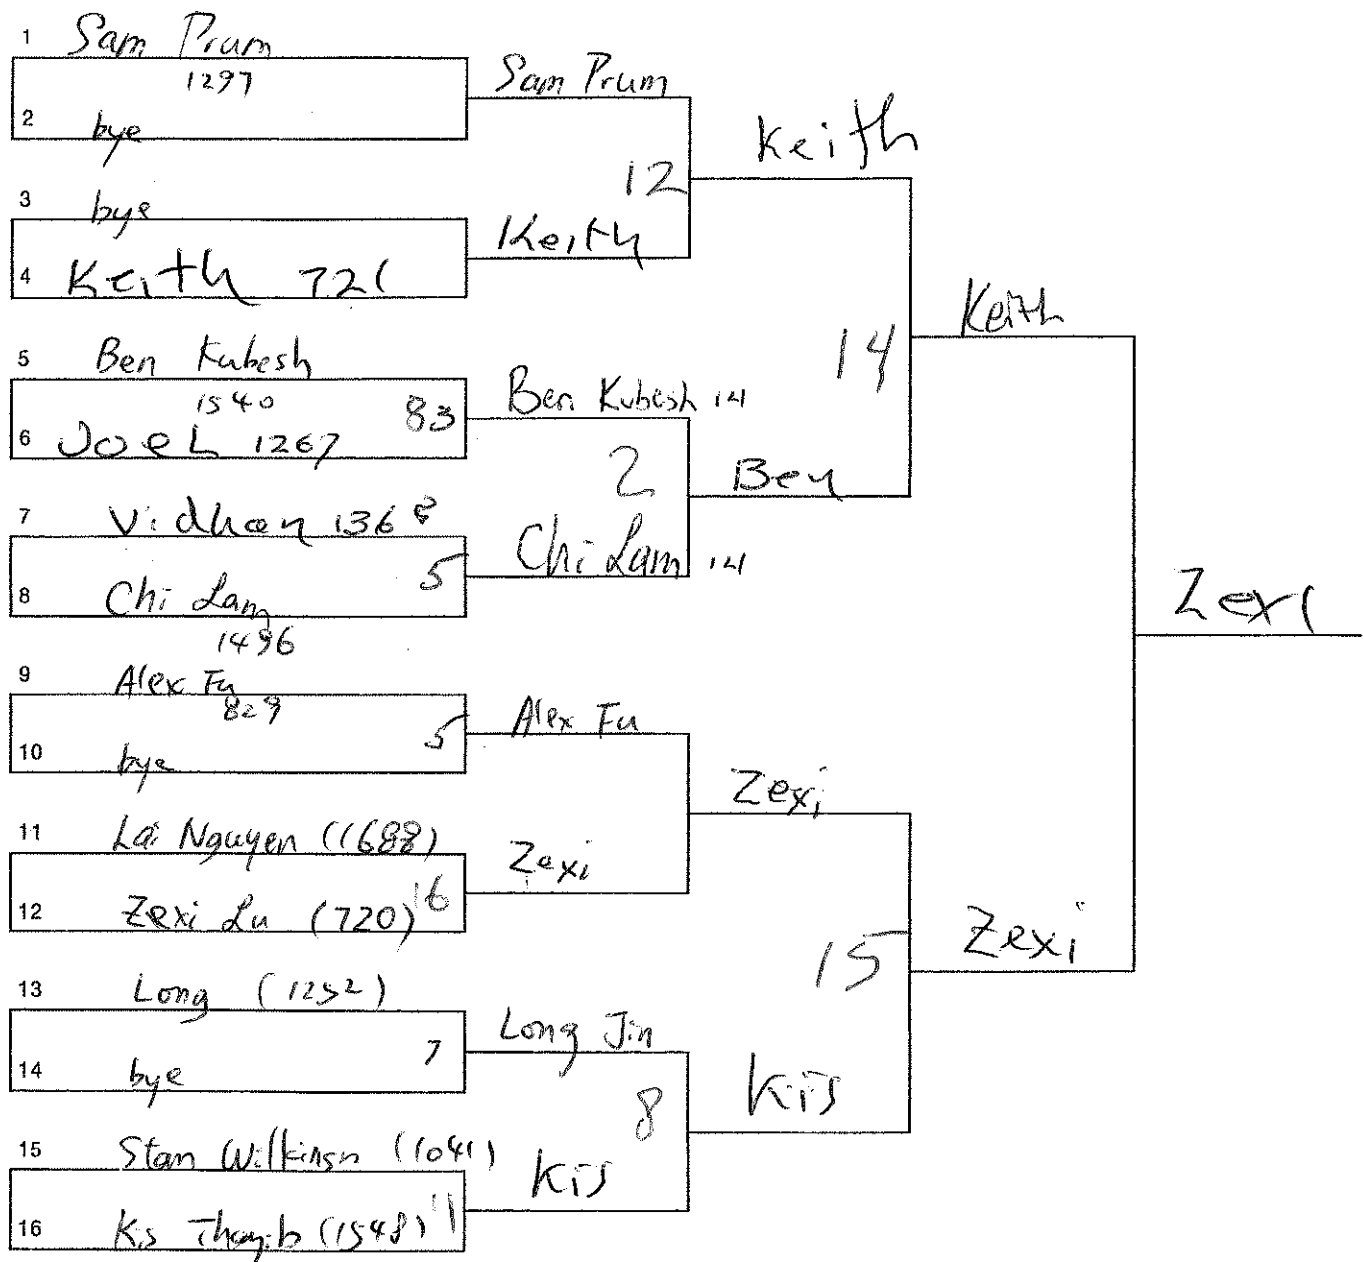 1 Sam Prum
1297
2 bye
3 bye
4 Keith 721
5 Ben Kubesh
1540
83
6 Joel 1267
7 Vidhan 1368
5
8 Chi Lam
1496
9 Alex Fu
829
5
10 bye
11 Lai Nguyen (1688)
16
12 Zexi Lu (720)
13 Long (1252)
7
14 bye
15 Stan (1041)
11
16 Kis (1548)
Sam Prum
12
Keith
Ben Kubesh 14
2
Chi Lam 14
Alex Fu
Zexi
Long Jin
8
Kis
Keith
14
Ben
Zexi
15
Kis
Keith
Zexi
Zexi